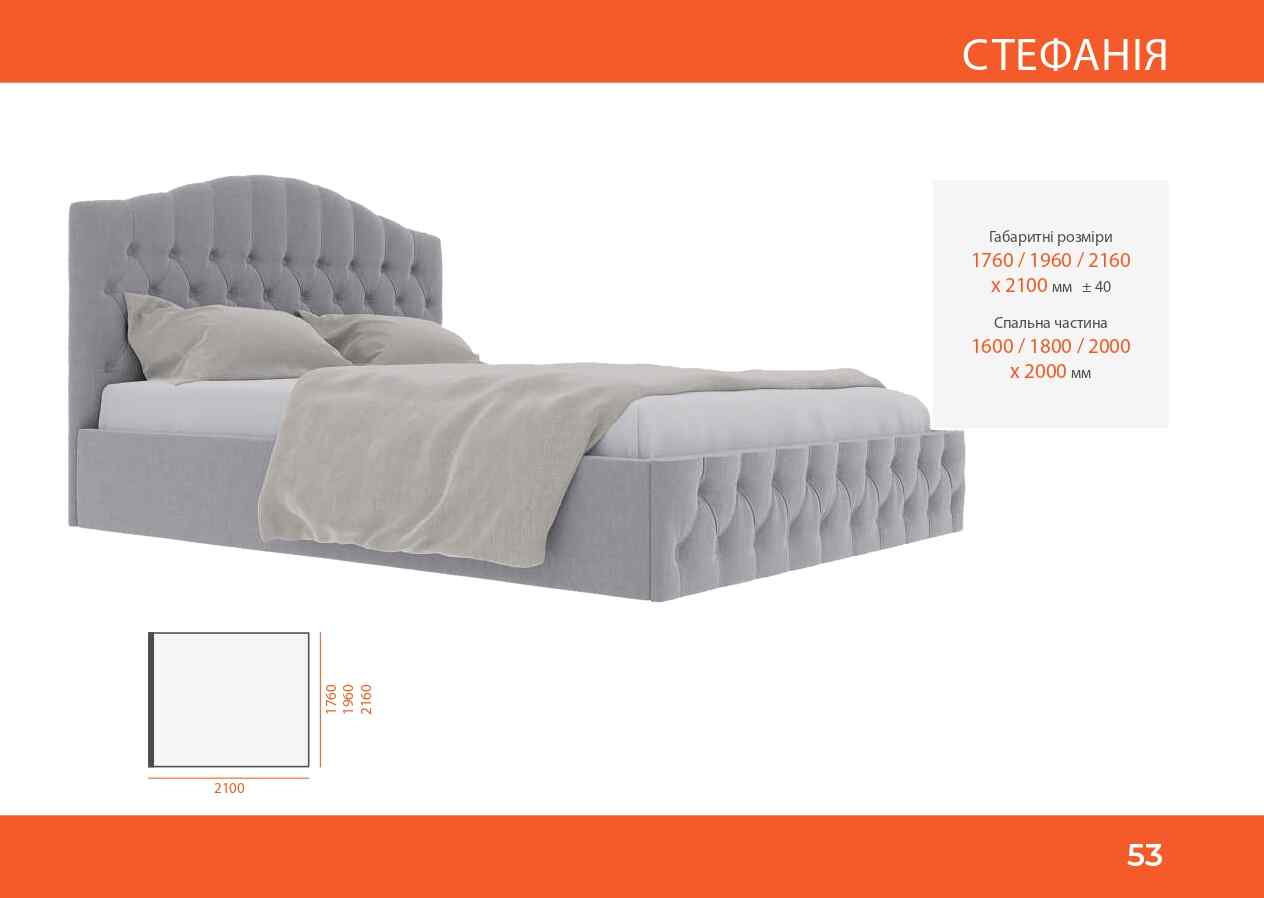 СТЕФАНІЯ
Габаритні розміри
1760 / 1960 / 2160
х 2100 мм ± 40
Спальна частина
1600 / 1800 / 2000
х 2000 мм
1760
1960
2160
2100
53